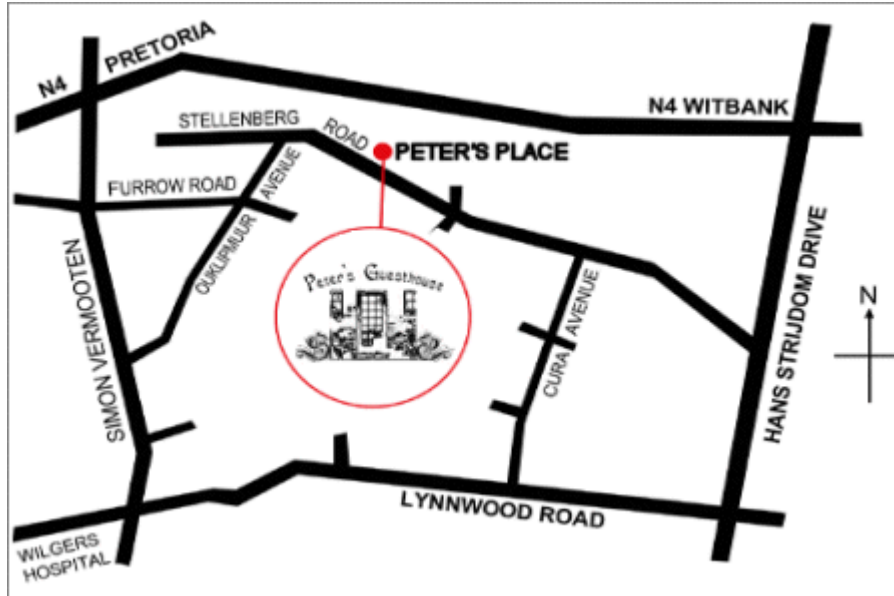 N4 PRETORIA
N4 WITBANK
STELLENBERG ROAD
PETER'S PLACE
FURROW ROAD
OUKLIPMUUR AVENUE
Peter's Guesthouse
SIMON VERMOOTEN
CURA AVENUE
HANS STRIJDOM DRIVE
N
LYNNWOOD ROAD
WILGERS
HOSPITAL